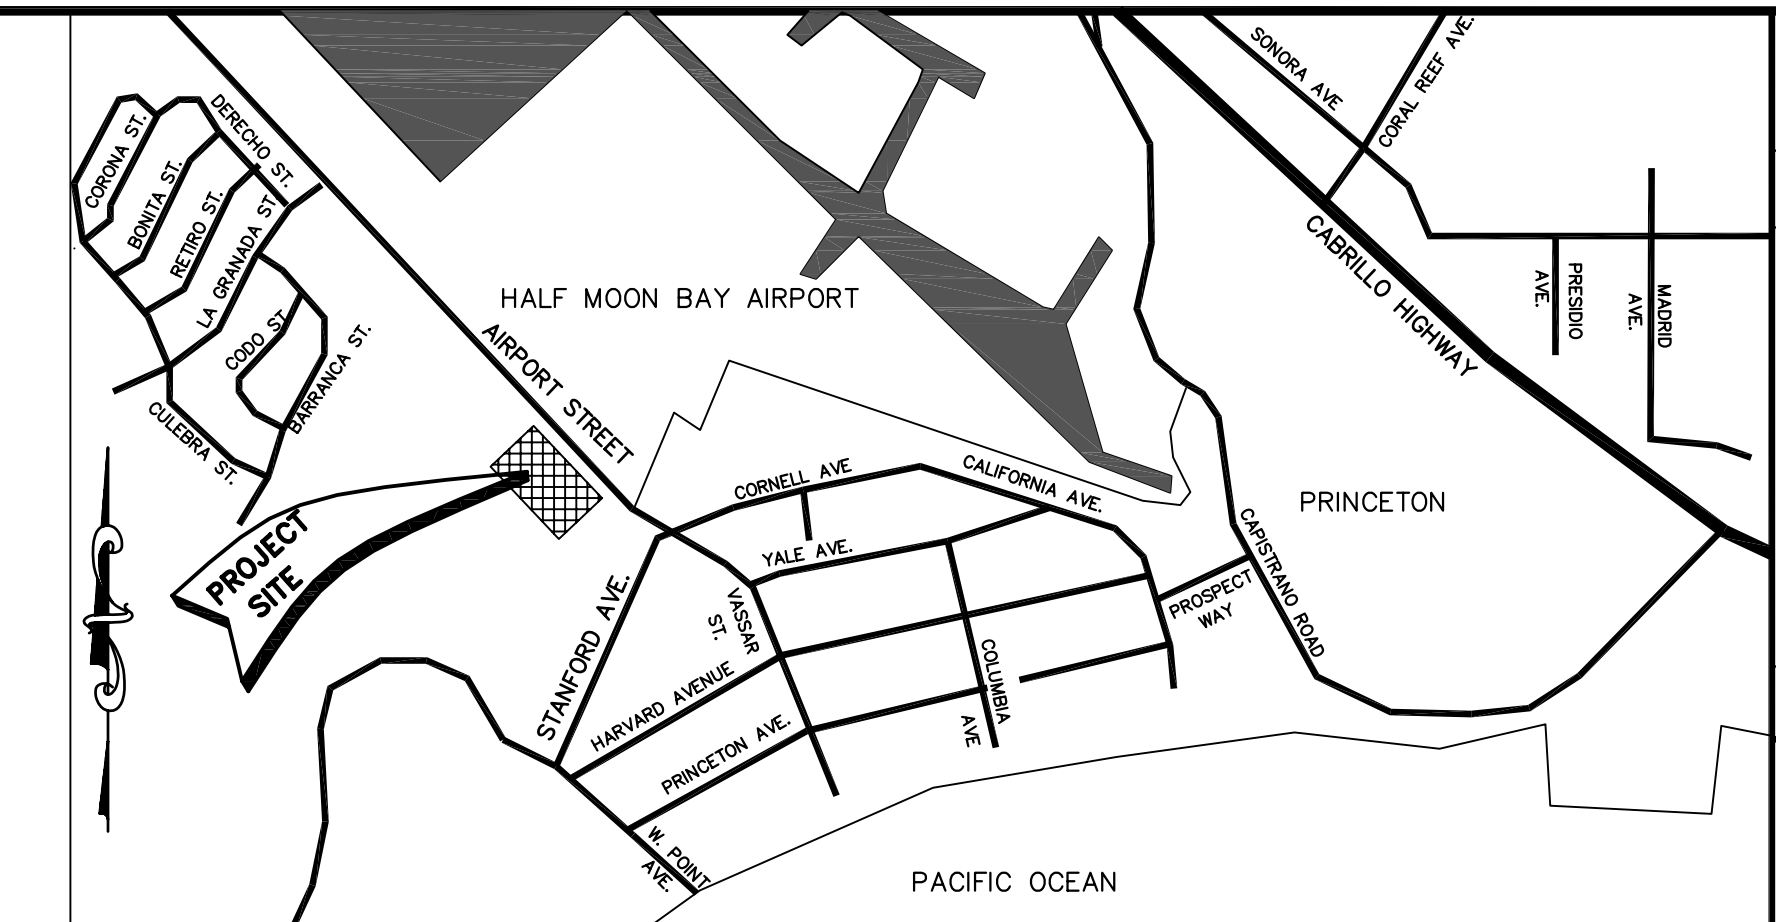 SONORA AVE
CORAL REEF AVE.
DERECHO ST.
CORONA ST.
BONITA ST.
RETIRO ST.
LA GRANADA ST
CABRILLO HIGHWAY
PRESIDIO
AVE.
MADRID
AVE.
HALF MOON BAY AIRPORT
AIRPORT STREET
CODO ST
BARRANCA ST.
CULEBRA ST.
CORNELL AVE
CALIFORNIA AVE.
PRINCETON
PROJECT
SITE
YALE AVE.
CAPISTRANO ROAD
PROSPECT
WAY
STANFORD AVE.
VASSAR
ST.
HARVARD AVENUE
COLUMBIA
AVE
PRINCETON AVE.
W. POINT
AVE.
PACIFIC OCEAN